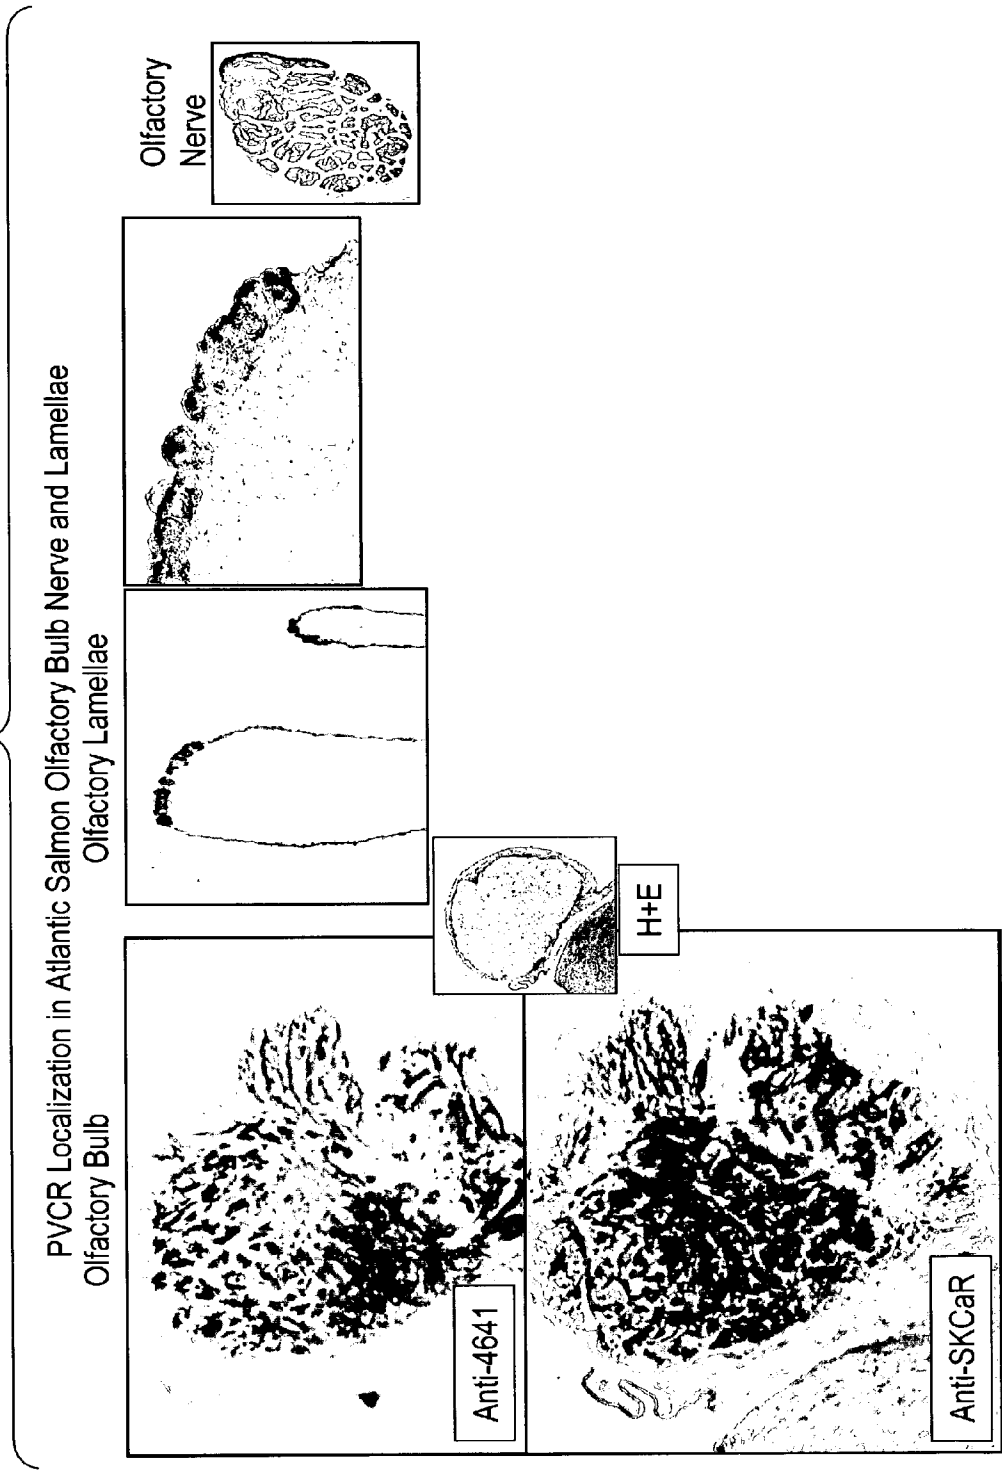 PVCR Localization in Atlantic Salmon Olfactory Bulb Nerve and Lamellae
Olfactory Bulb
Olfactory Lamellae
Olfactory
Nerve
Anti-4641
H+E
Anti-SKCaR